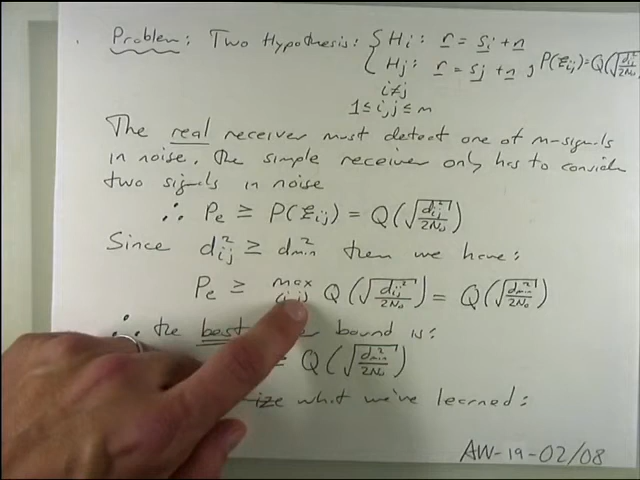 Problem: Two Hypothesis: { Hi: r = si + n
Hj: r = sj + n , P(Eij) = Q(√dij²/2N₀
i≠j
1 ≤ i,j ≤ m
The real receiver must detect one of m-signals
in noise. The simple receiver only has to consider
two signals in noise
∴ Pe ≥ P(Eij) = Q(√dij²/2N₀)
Since dij² ≥ dmin² then we have:
Pe ≥ max (i,j) Q(√dij²/2N₀) = Q(√dmin²/2N₀)
∴ the best bound is:
Q(√dmin²/2N₀)
ize what we've learned:
AW-19-02/08